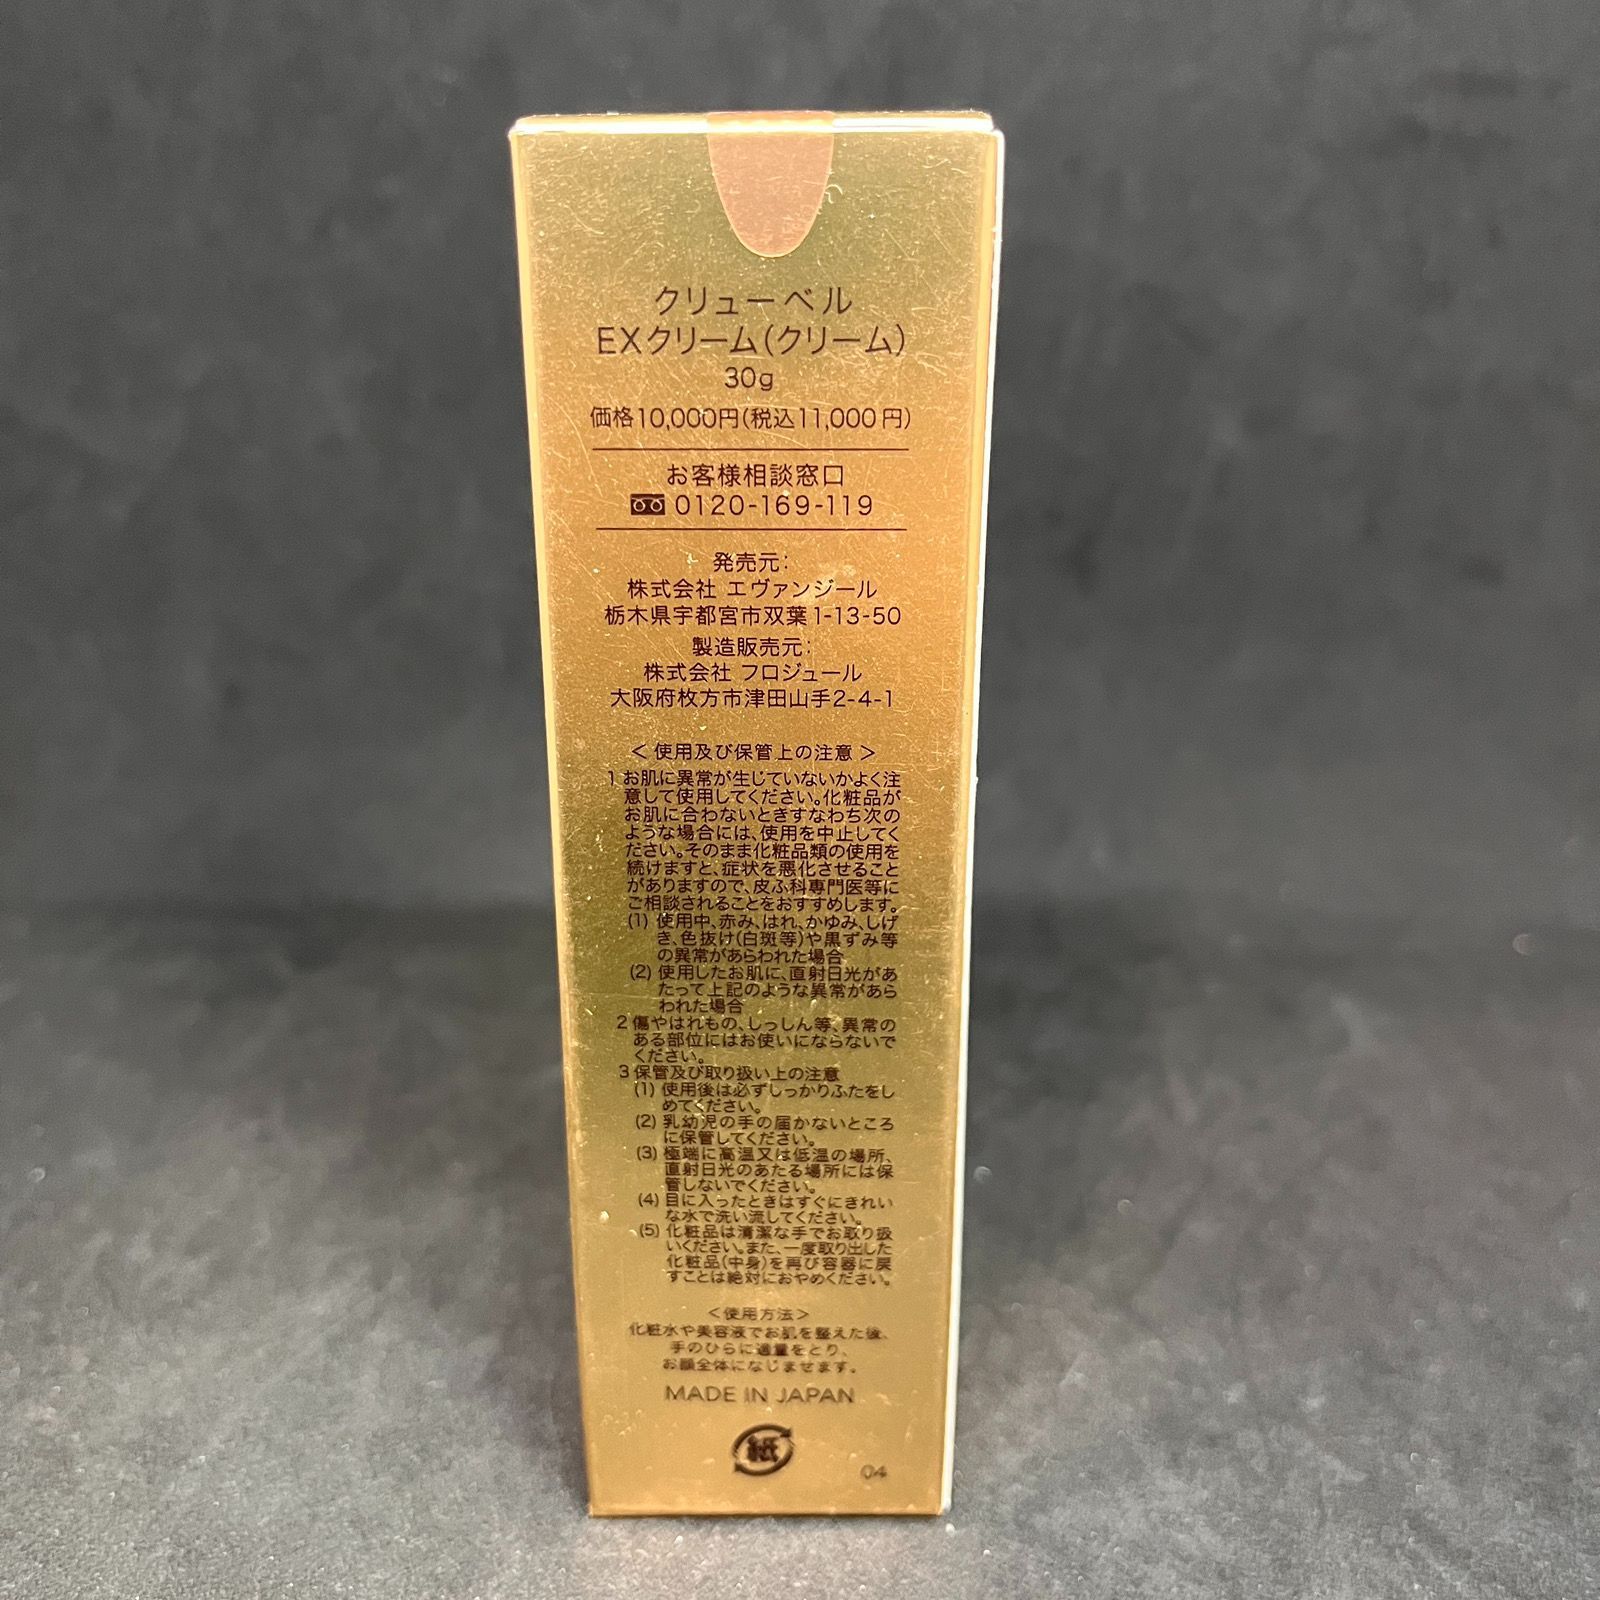 クリューベル
EXクリーム(クリーム)
30g
価格10,000円(税込11,000円)
お客様相談窓口
0120-169-119
発売元:
株式会社 エヴァンジール
栃木県宇都宮市双葉1-13-50
製造販売元:
株式会社 フロジュール
大阪府枚方市津田山手2-4-1
<使用及び保管上の注意>
1 お肌に異常が生じていないかよく注
意して使用してください。化粧品が
お肌に合わないときすなわち次の
ような場合には、使用を中止してく
ださい。そのまま化粧品類の使用を
続けますと、症状を悪化させること
がありますので、皮ふ科専門医等に
ご相談されることをおすすめします。
(1) 使用中、赤み、はれ、かゆみ、しげ
き、色抜け(白斑等)や黒ずみ等
の異常があらわれた場合
(2) 使用したお肌に、直射日光があ
たって上記のような異常があら
われた場合
2 傷やはれもの、しっしん等、異常の
ある部位にはお使いにならないで
ください。
3 保管及び取り扱い上の注意
(1) 使用後は必ずしっかりふたをし
めてください。
(2) 乳幼児の手の届かないところ
に保管してください。
(3) 極端に高温又は低温の場所、
直射日光のあたる場所には保
管しないでください。
(4) 目に入ったときはすぐにきれい
な水で洗い流してください。
(5) 化粧品は清潔な手でお取り扱
いください。また、一度取り出した
化粧品(中身)を再び容器に戻
すことは絶対におやめください。
<使用方法>
化粧水や美容液でお肌を整えた後、
手のひらに適量をとり、
お顔全体になじませます。
MADE IN JAPAN
紙
04